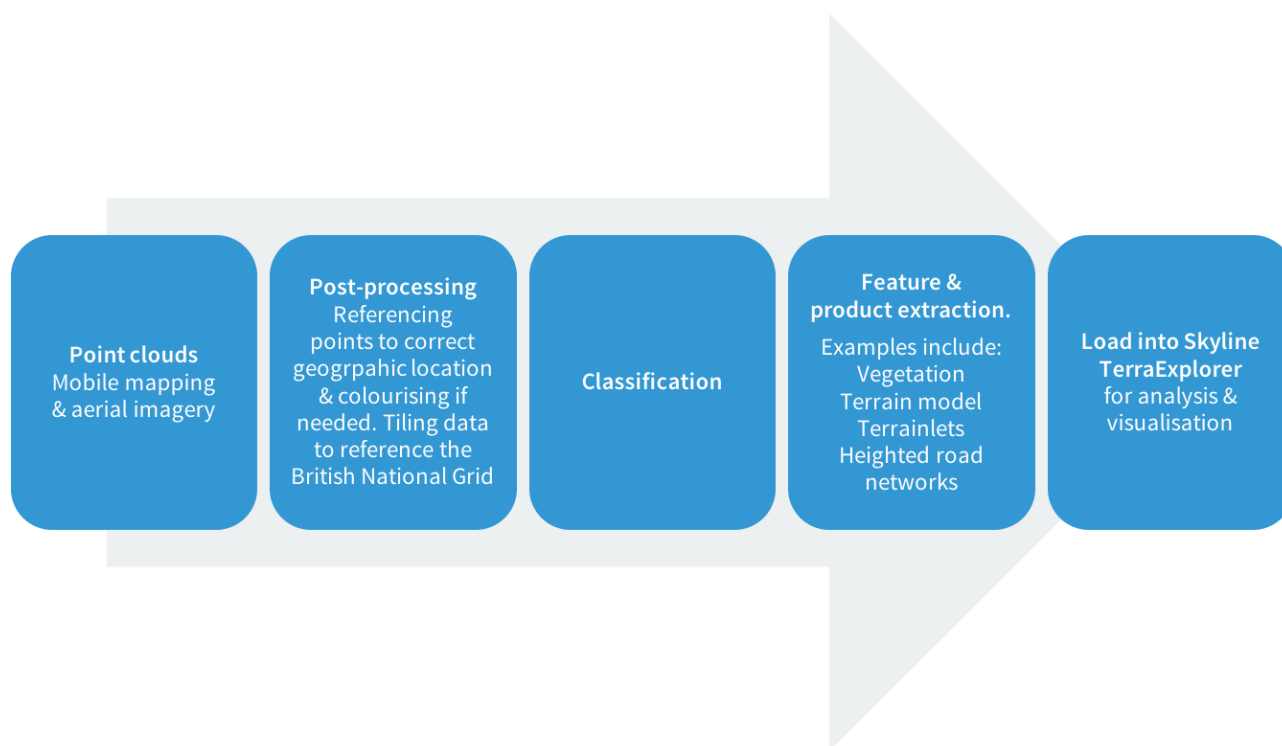 Point clouds
Mobile mapping
& aerial imagery
Post-processing
Referencing
points to correct
geogrpahic location
& colourising if
needed. Tiling data
to reference the
British National Grid
Classification
Feature &
product extraction.
Examples include:
Vegetation
Terrain model
Terrainlets
Heighted road
networks
Load into Skyline
TerraExplorer
for analysis &
visualisation